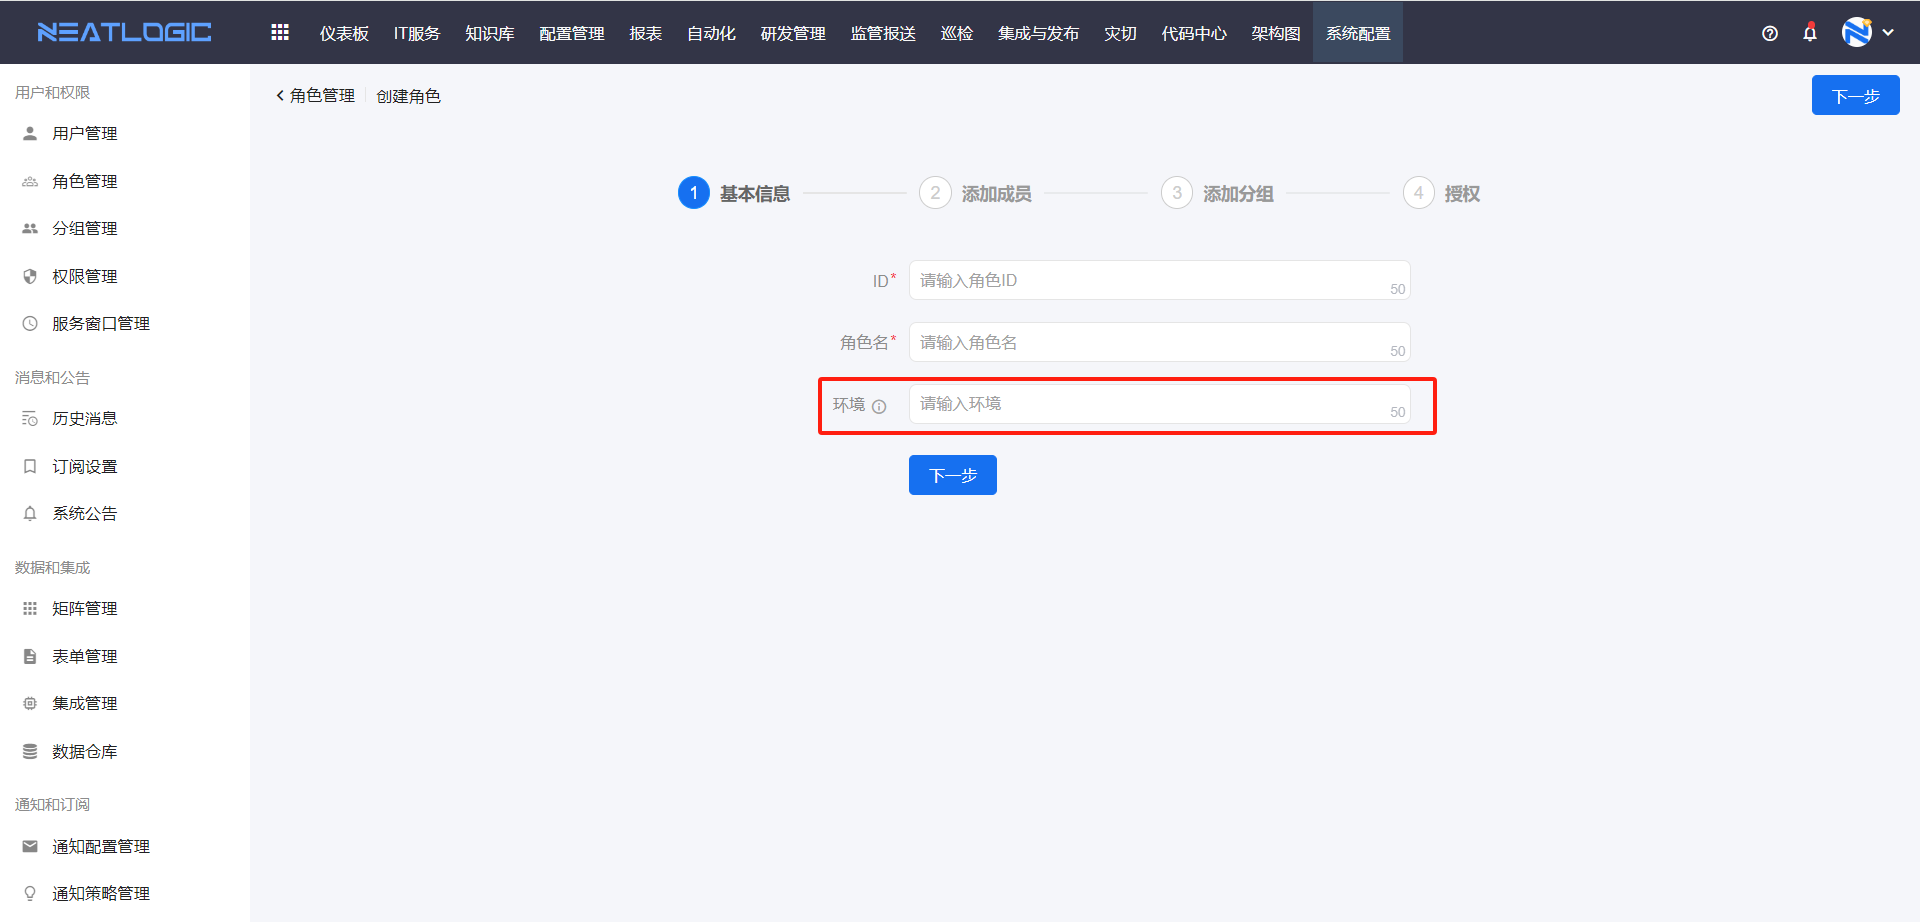 NEATLOGIC
仪表板 IT服务 知识库 配置管理 报表 自动化 研发管理 监管报送 巡检 集成与发布 灾切 代码中心 架构图 系统配置
用户和权限
用户管理
角色管理
分组管理
权限管理
服务窗口管理
消息和公告
历史消息
订阅设置
系统公告
数据和集成
矩阵管理
表单管理
集成管理
数据仓库
通知和订阅
通知配置管理
通知策略管理
角色管理 创建角色
下一步
1 基本信息 2 添加成员 3 添加分组 4 授权
ID* 请输入角色ID 50
角色名* 请输入角色名 50
环境 请输入环境 50
下一步